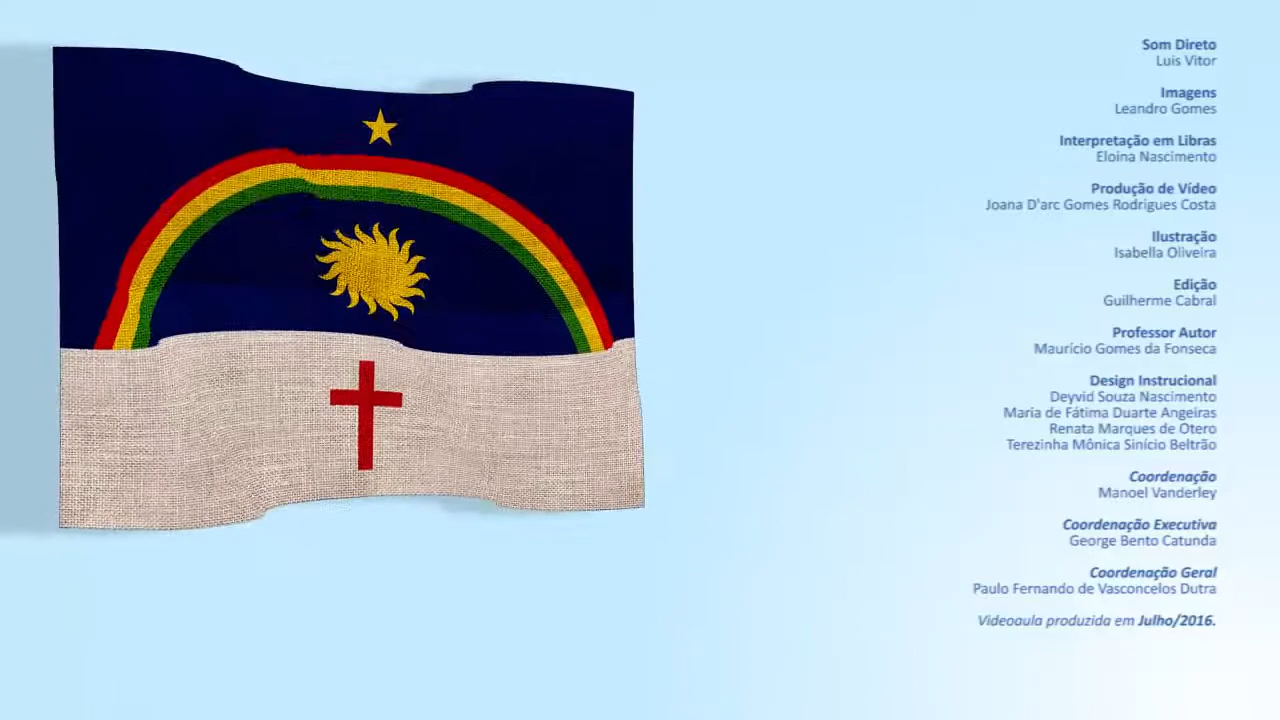 Som Direto
Luis Vitor
Imagens
Leandro Gomes
Interpretação em Libras
Eloina Nascimento
Produção de Vídeo
Joana D'arc Gomes Rodrigues Costa
Ilustração
Isabella Oliveira
Edição
Guilherme Cabral
Professor Autor
Maurício Gomes da Fonseca
Design Instrucional
Deyvid Souza Nascimento
Maria de Fátima Duarte Angeiras
Renata Marques de Otero
Terezinha Mônica Sinício Beltrão
Coordenação
Manoel Vanderley
Coordenação Executiva
George Bento Catunda
Coordenação Geral
Paulo Fernando de Vasconcelos Dutra
Videoaula produzida em Julho/2016.